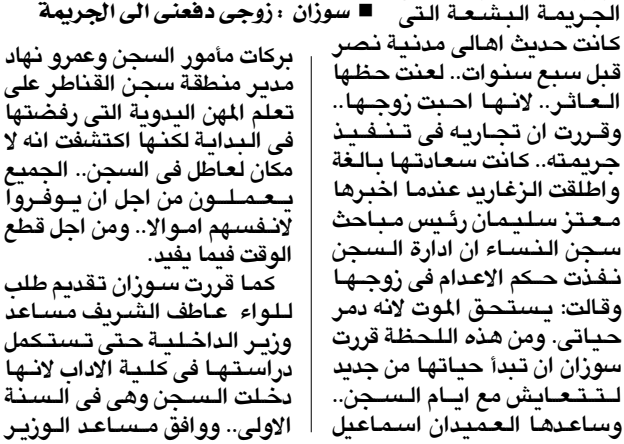 ■ سوزان : زوجى دفعنى الى الجريمة
الجريمة البشعة التى
كانت حديث اهالى مدنية نصر
قبل سبع سنوات.. لعنت حظها
العاثر.. لانها احبت زوجها..
وقررت ان تجاريه فى تنفيذ
جريمته.. كانت سعادتها بالغة
واطلقت الزغاريد عندما اخبرها
معتز سليمان رئيس مباحث
سجن النساء ان ادارة السجن
نفذت حكم الاعدام فى زوجها
وقالت: يستحق الموت لانه دمر
حياتى. ومن هذه اللحظة قررت
سوزان ان تبدأ حياتها من جديد
لتتعايش مع ايام السجن..
وساعدها العميدان اسماعيل
بركات مأمور السجن وعمرو نهاد
مدير منطقة سجن القناطر على
تعلم المهن اليدوية التى رفضتها
فى البداية لكنها اكتشفت انه لا
مكان لعاطل فى السجن.. الجميع
يعملون من اجل ان يوفروا
لانفسهم اموالا.. ومن اجل قطع
الوقت فيما يفيد.
كما قررت سوزان تقديم طلب
للواء عاطف الشريف مساعد
وزير الداخلية حتى تستكمل
دراستها فى كلية الاداب لانها
دخلت السجن وهى فى السنة
الاولى.. ووافق مساعد الوزير